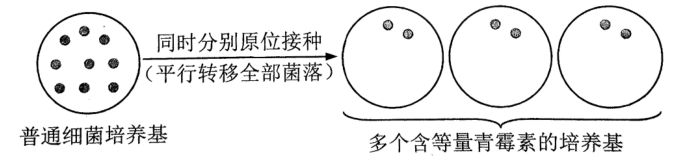 同时分别原位接种
（平行转移全部菌落）
普通细菌培养基
多个含等量青霉素的培养基